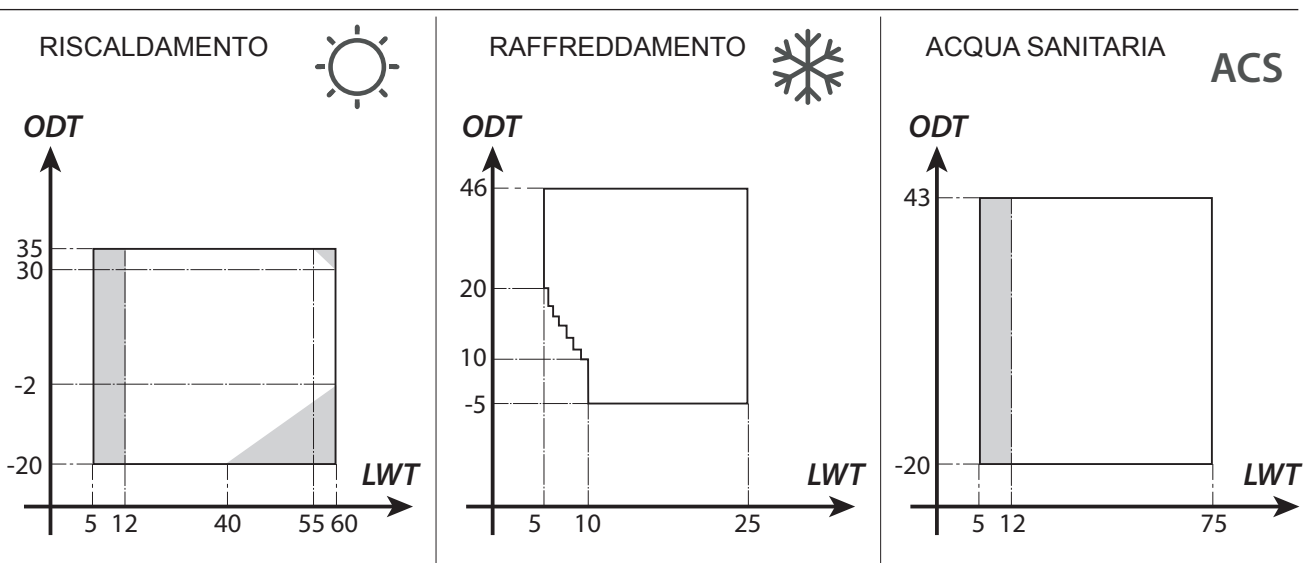 RISCALDAMENTO
ODT
35
30
-2
-20
LWT
5 12 40 55 60
RAFFREDDAMENTO
ODT
46
20
10
-5
LWT
5 10 25
ACQUA SANITARIA
ACS
ODT
43
-20
LWT
5 12 75